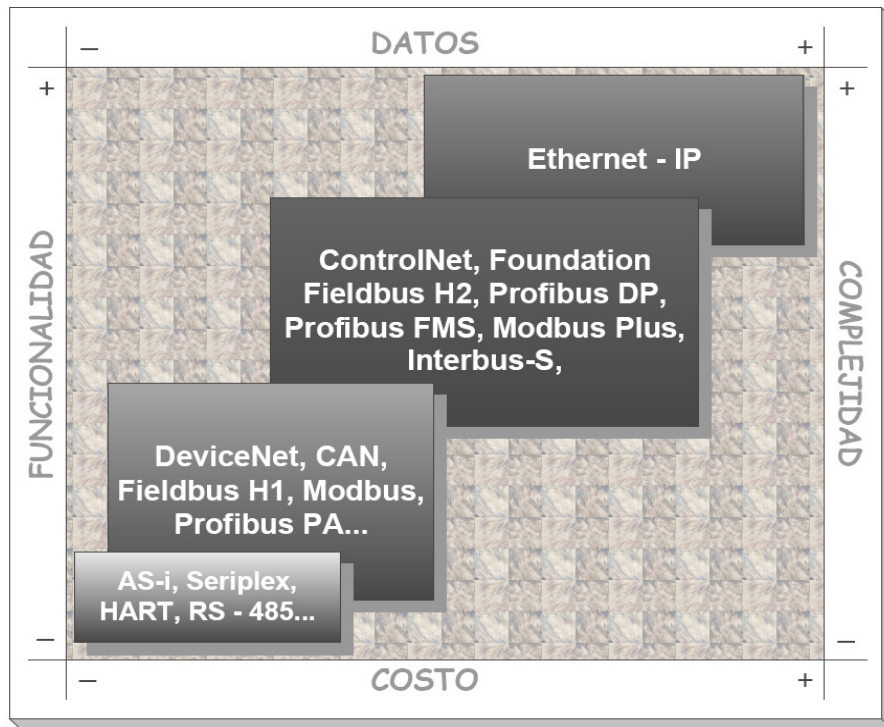 – DATOS +
+ +
Ethernet - IP
ControlNet, Foundation
Fieldbus H2, Profibus DP,
Profibus FMS, Modbus Plus,
Interbus-S,
FUNCIONALIDAD
COMPLEJIDAD
DeviceNet, CAN,
Fieldbus H1, Modbus,
Profibus PA...
AS-i, Seriplex,
HART, RS - 485...
– –
– COSTO +